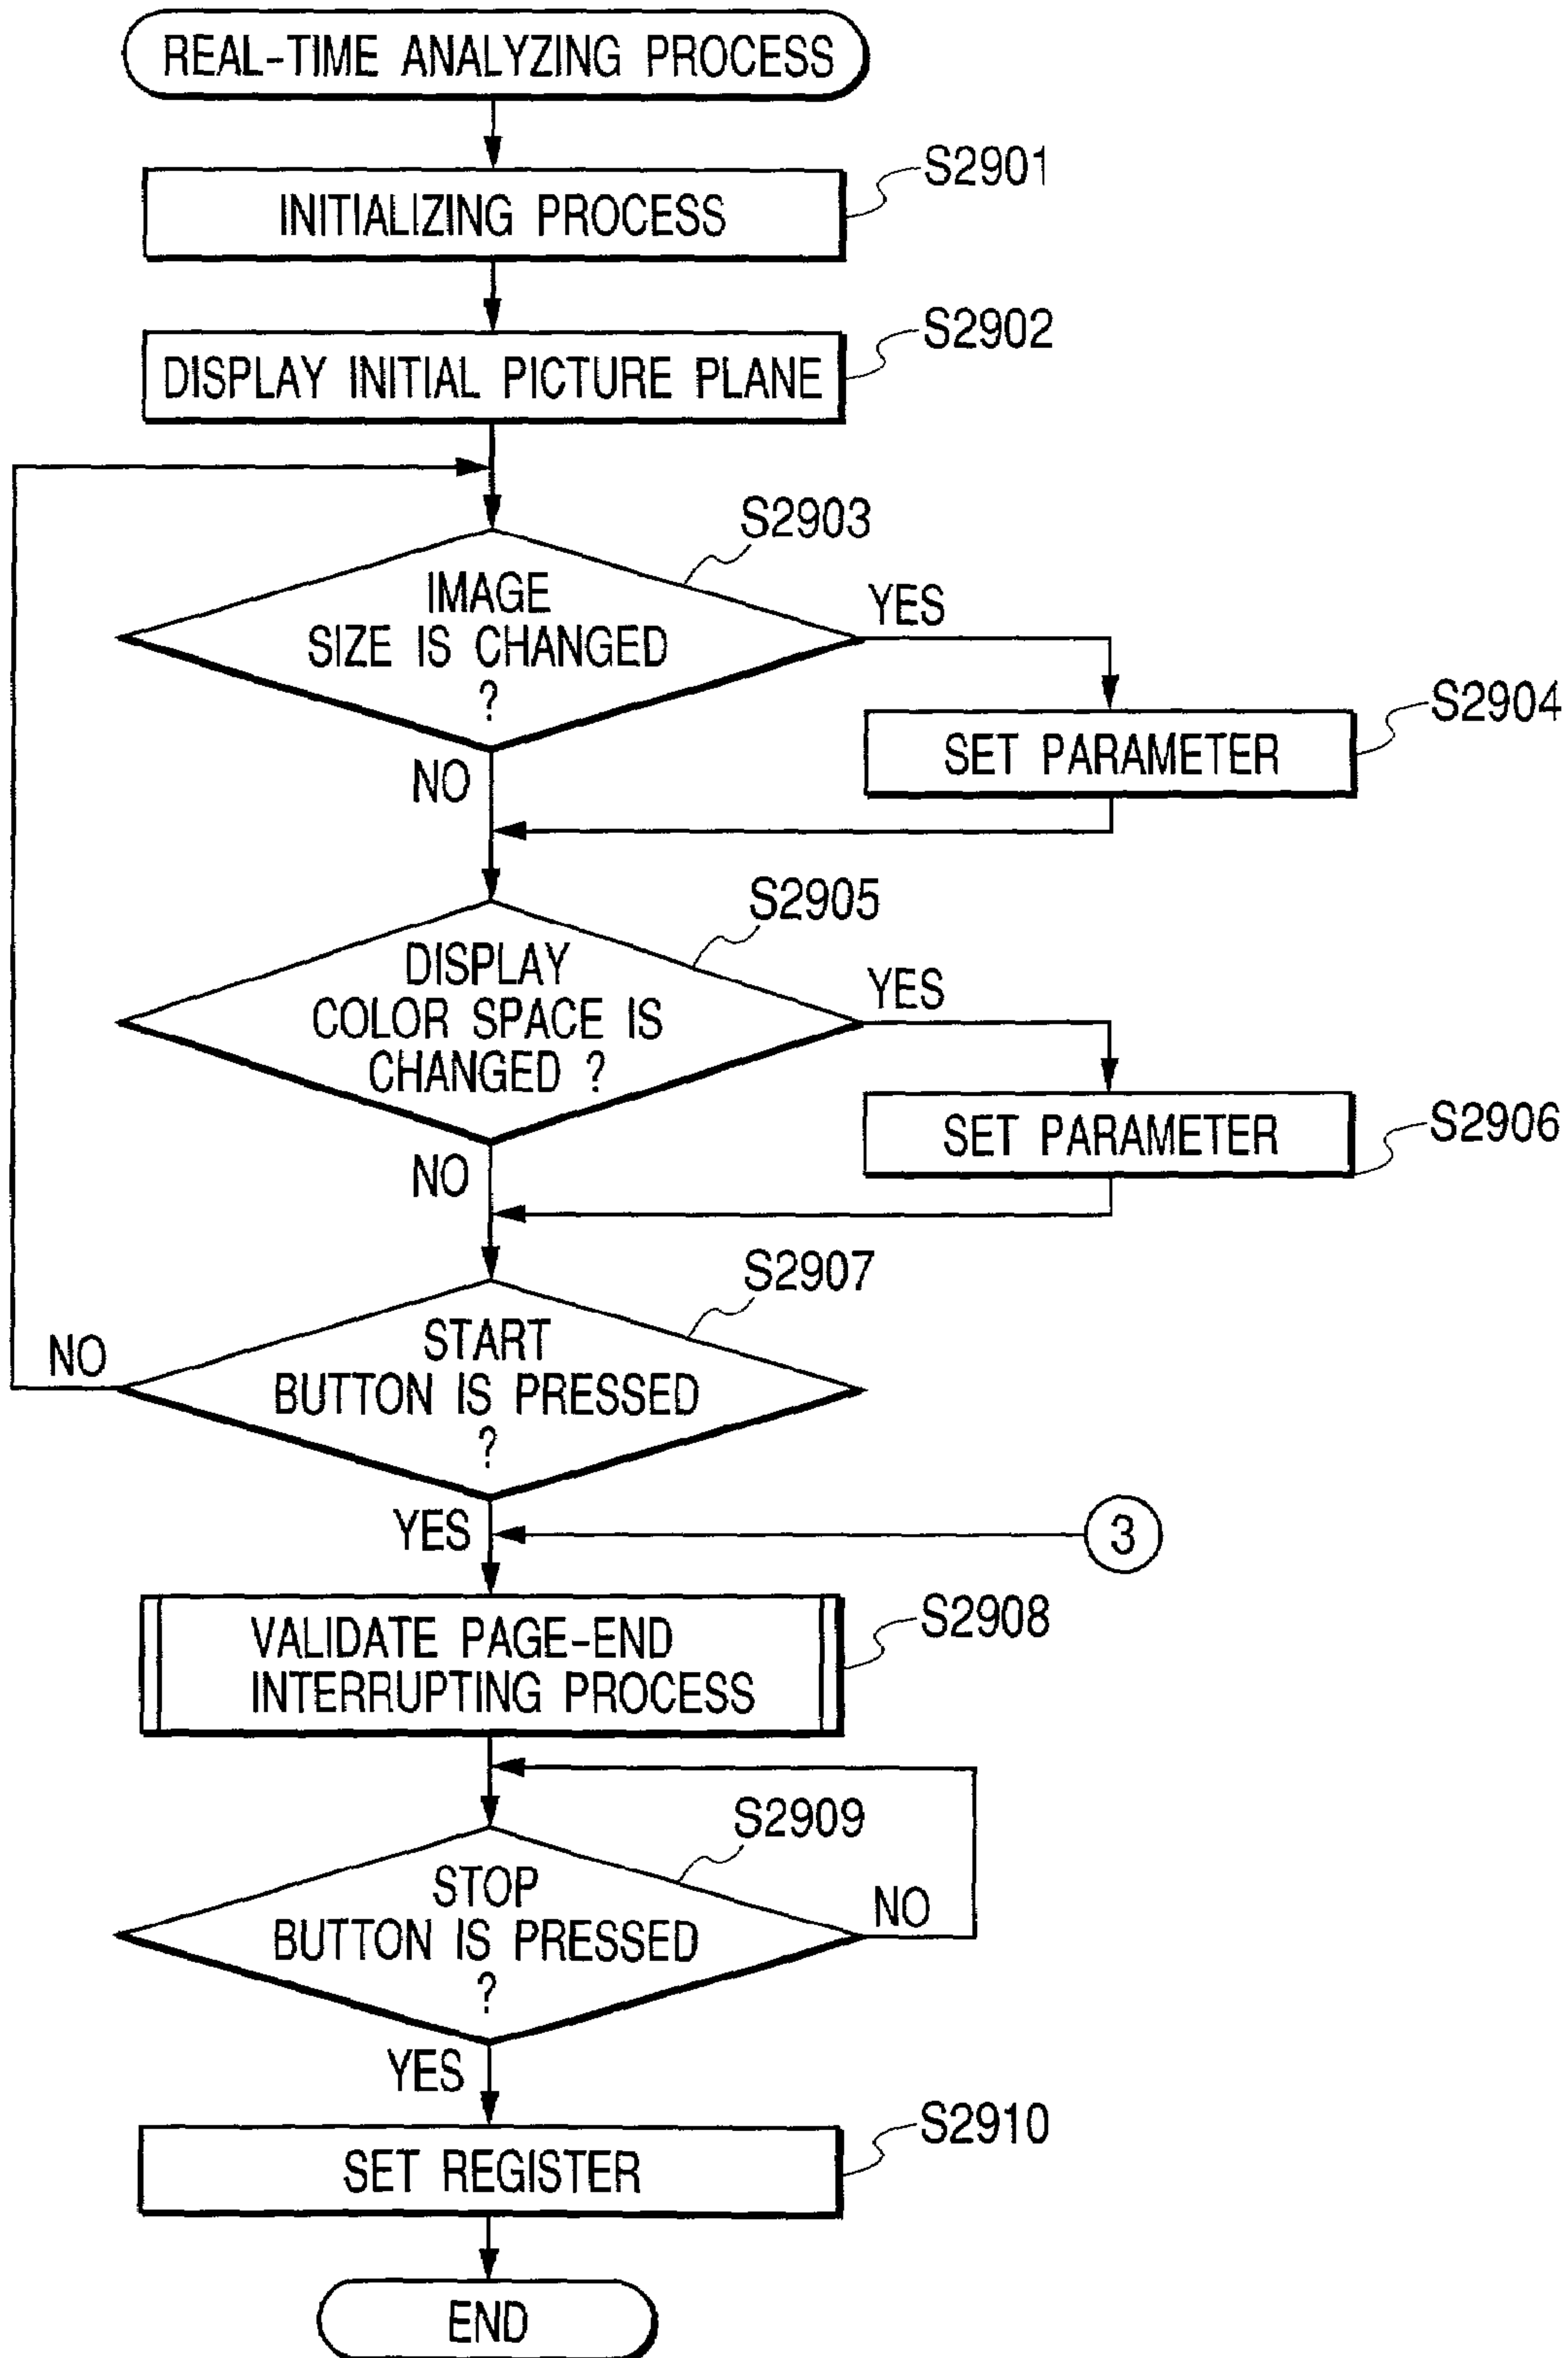 REAL-TIME ANALYZING PROCESS
S2901
INITIALIZING PROCESS
S2902
DISPLAY INITIAL PICTURE PLANE
S2903
IMAGE
SIZE IS CHANGED
?
YES
S2904
SET PARAMETER
NO
S2905
DISPLAY
COLOR SPACE IS
CHANGED ?
YES
S2906
SET PARAMETER
NO
S2907
START
BUTTON IS PRESSED
?
NO
YES
3
S2908
VALIDATE PAGE-END
INTERRUPTING PROCESS
S2909
STOP
BUTTON IS PRESSED
?
NO
YES
S2910
SET REGISTER
END